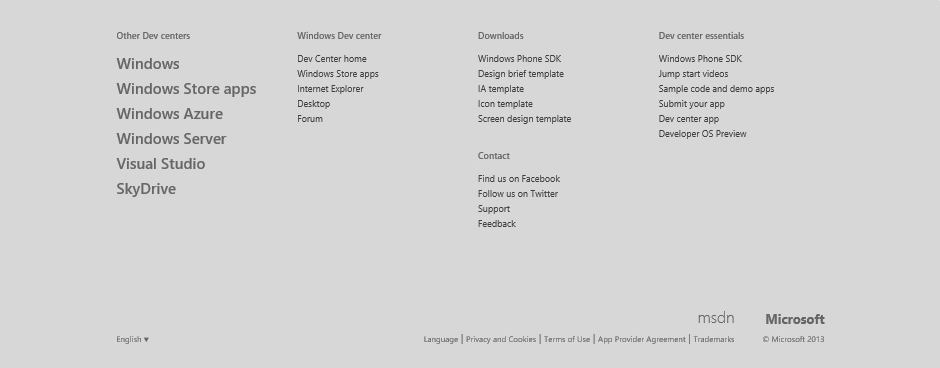 Other Dev centers
Windows
Windows Store apps
Windows Azure
Windows Server
Visual Studio
SkyDrive
Windows Dev center
Dev Center home
Windows Store apps
Internet Explorer
Desktop
Forum
Downloads
Windows Phone SDK
Design brief template
IA template
Icon template
Screen design template
Contact
Find us on Facebook
Follow us on Twitter
Support
Feedback
Dev center essentials
Windows Phone SDK
Jump start videos
Sample code and demo apps
Submit your app
Dev center app
Developer OS Preview
msdn Microsoft
English ▾ Language | Privacy and Cookies | Terms of Use | App Provider Agreement | Trademarks © Microsoft 2013